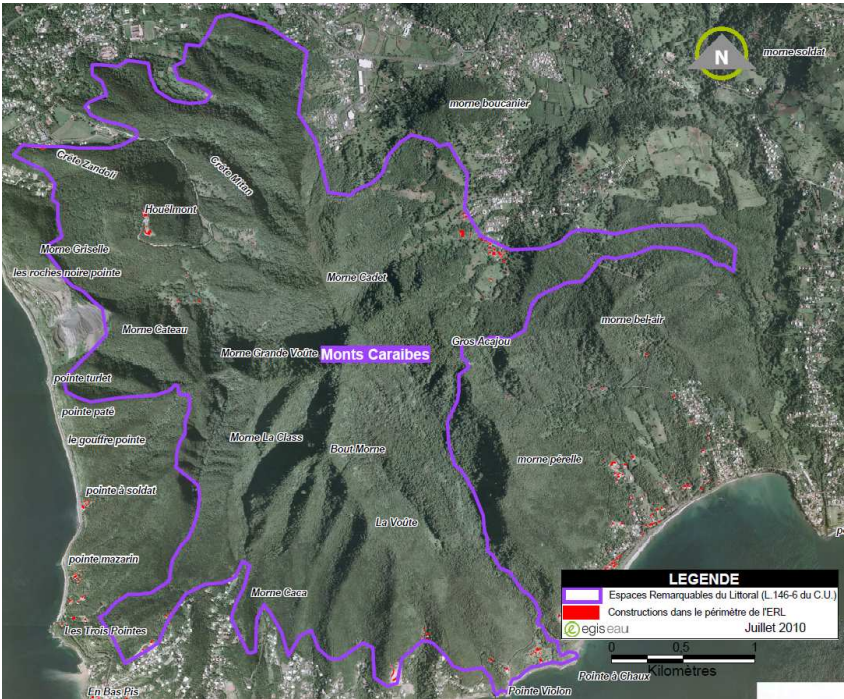 N
morne soldat
morne boucanier
Crête Zandoli
Crête Mitan
Houëlmont
Morne Griselle
les roches noire pointe
Morne Cadet
Morne Cateau
morne bel-air
Gros Acajou
Morne Grande Voûte
Monts Caraibes
pointe turlet
pointe paté
le gouffre pointe
Morne La Class
Bout Morne
morne pérelle
pointe à soldat
La Voûte
pointe mazarin
Morne Caca
Les Trois Pointes
En Bas Pis
Pointe Violon
Pointe à Chaux
LEGENDE
Espaces Remarquables du Littoral (L.146-6 du C.U.)
Constructions dans le périmètre de l'ERL
egis eau Juillet 2010
0 0,5 1
Kilomètres